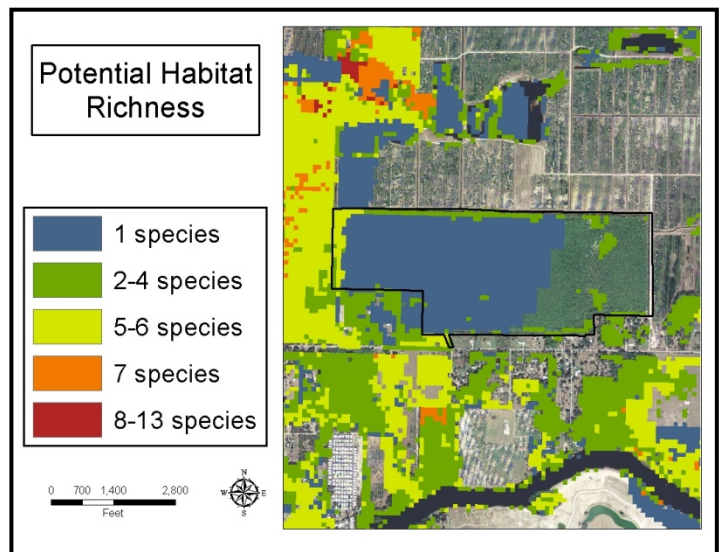 Potential Habitat
Richness
1 species
2-4 species
5-6 species
7 species
8-13 species
0 700 1,400 2,800
Feet
N
W E
S